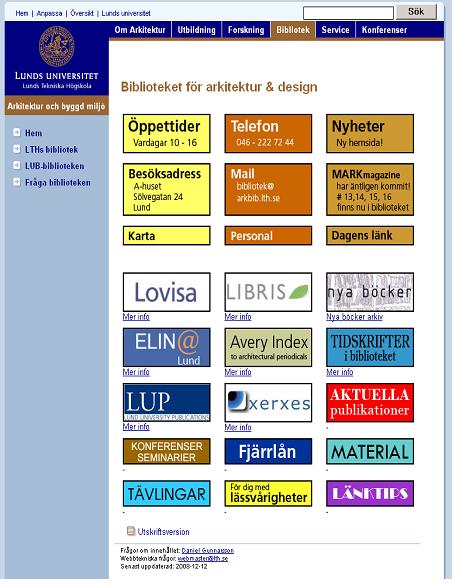 Hem | Anpassa | Översikt | Lunds universitet
Sök
Om Arkitektur | Utbildning | Forskning | Bibliotek | Service | Konferenser
LUNDS UNIVERSITET
Lunds Tekniska Högskola
Arkitektur och byggd miljö
Hem
LTHs bibliotek
LUB-biblioteken
Fråga biblioteken
Biblioteket för arkitektur & design
Öppettider
Vardagar 10 - 16
Telefon
046 - 222 72 44
Nyheter
Ny hemsida!
Besöksadress
A-huset
Sölvegatan 24
Lund
Mail
bibliotek@
arkbib.lth.se
MARKmagazine
har äntligen kommit!
# 13,14, 15, 16
finns nu i biblioteket
Karta
Personal
Dagens länk
Lovisa
Mer info
LIBRIS
Mer info
nya böcker
Nya böcker arkiv
ELIN@
Lund
Mer info
Avery Index
to architectural periodicals
Mer info
TIDSKRIFTER
i biblioteket
Mer info
LUP
LUND UNIVERSITY PUBLICATIONS
Mer info
xerxes
Mer info
AKTUELLA
publikationer
KONFERENSER
SEMINARIER
Fjärrlån
MATERIAL
TÄVLINGAR
För dig med
lässvårigheter
LÄNKTIPS
Utskriftsversion
Frågor om innehållet: Daniel Gunnarsson
Webbtekniska frågor: webmaster@lth.se
Senast uppdaterad: 2008-12-12